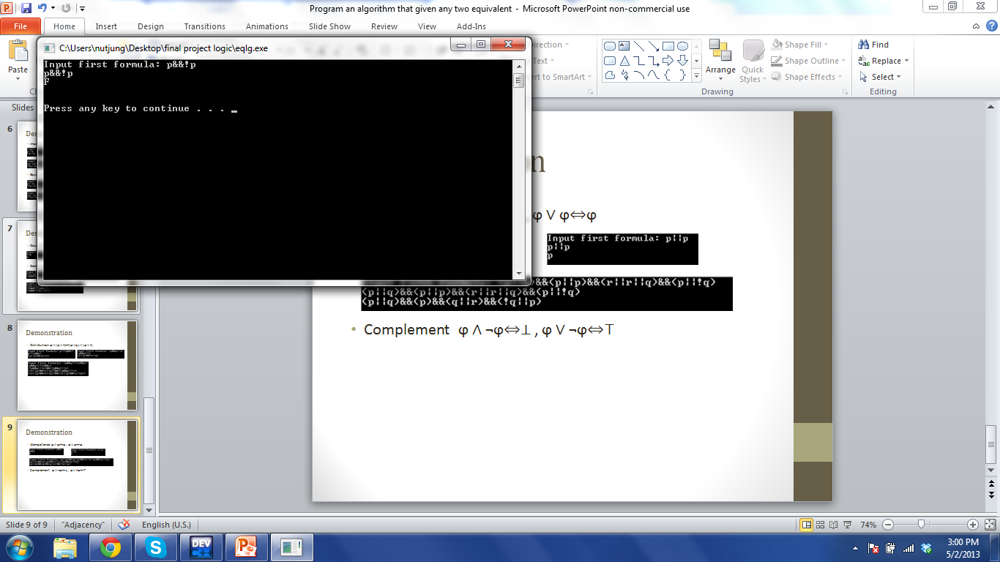 Program an algorithm that given any two equivalent - Microsoft PowerPoint non-commercial use
File Home Insert Design Transitions Animations Slide Show Review View Add-Ins
C:\Users\nutjung\Desktop\final project logic\eqlg.exe
Input first formula: p&&!p
p&&!p
F
Press any key to continue . . .
Paste
Direction
Text
Convert to SmartArt
Arrange
Quick
Styles
Shape Fill
Shape Outline
Shape Effects
Drawing
Find
Replace
Select
Editing
Slides
6
7
8
Demonstration
9
Demonstration
Complement φ ∧ ¬φ⇔⊥ , φ ∨ ¬φ⇔⊤
n
φ ∨ φ⇔φ
Input first formula: p||p
p||p
p
&&(p||p)&&(r||r||q)&&(p||!q)
(p||q)&&(p||p)&&(r||r||q)&&(p||!q)
(p||q)&&(p)&&(q||r)&&(!q||p)
• Complement φ ∧ ¬φ⇔⊥ , φ ∨ ¬φ⇔⊤
Slide 9 of 9 "Adjacency" English (U.S.) 74%
DEV
C++
3:00 PM
5/2/2013